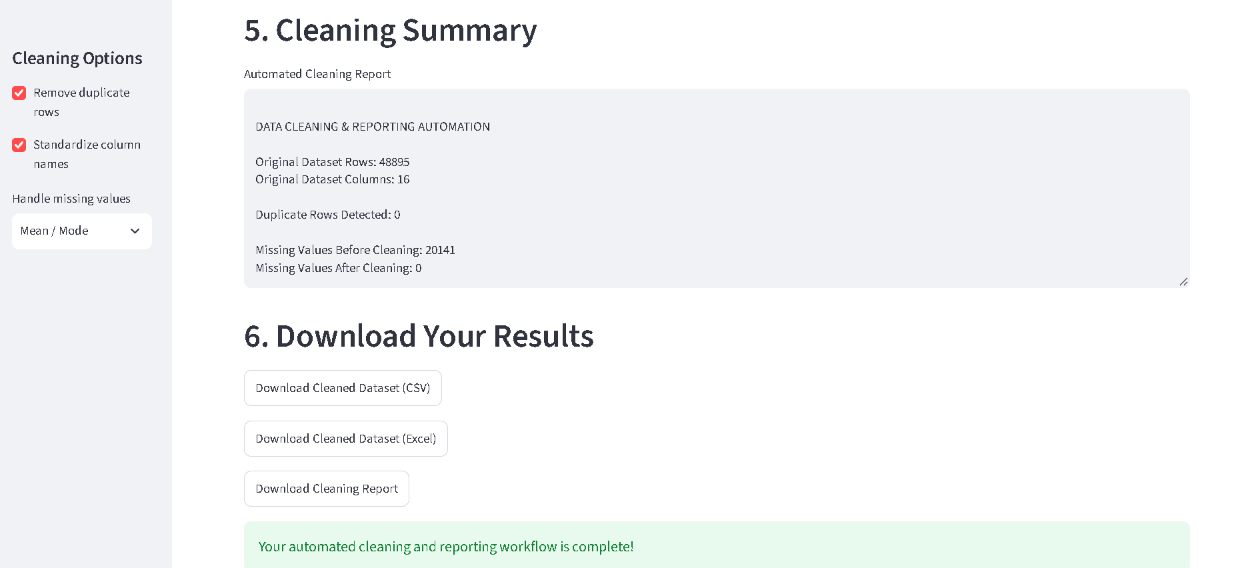 Cleaning Options
Remove duplicate
rows
Standardize column
names
Handle missing values
Mean / Mode
5. Cleaning Summary
Automated Cleaning Report
DATA CLEANING & REPORTING AUTOMATION
Original Dataset Rows: 48895
Original Dataset Columns: 16
Duplicate Rows Detected: 0
Missing Values Before Cleaning: 20141
Missing Values After Cleaning: 0
6. Download Your Results
Download Cleaned Dataset (CSV)
Download Cleaned Dataset (Excel)
Download Cleaning Report
Your automated cleaning and reporting workflow is complete!